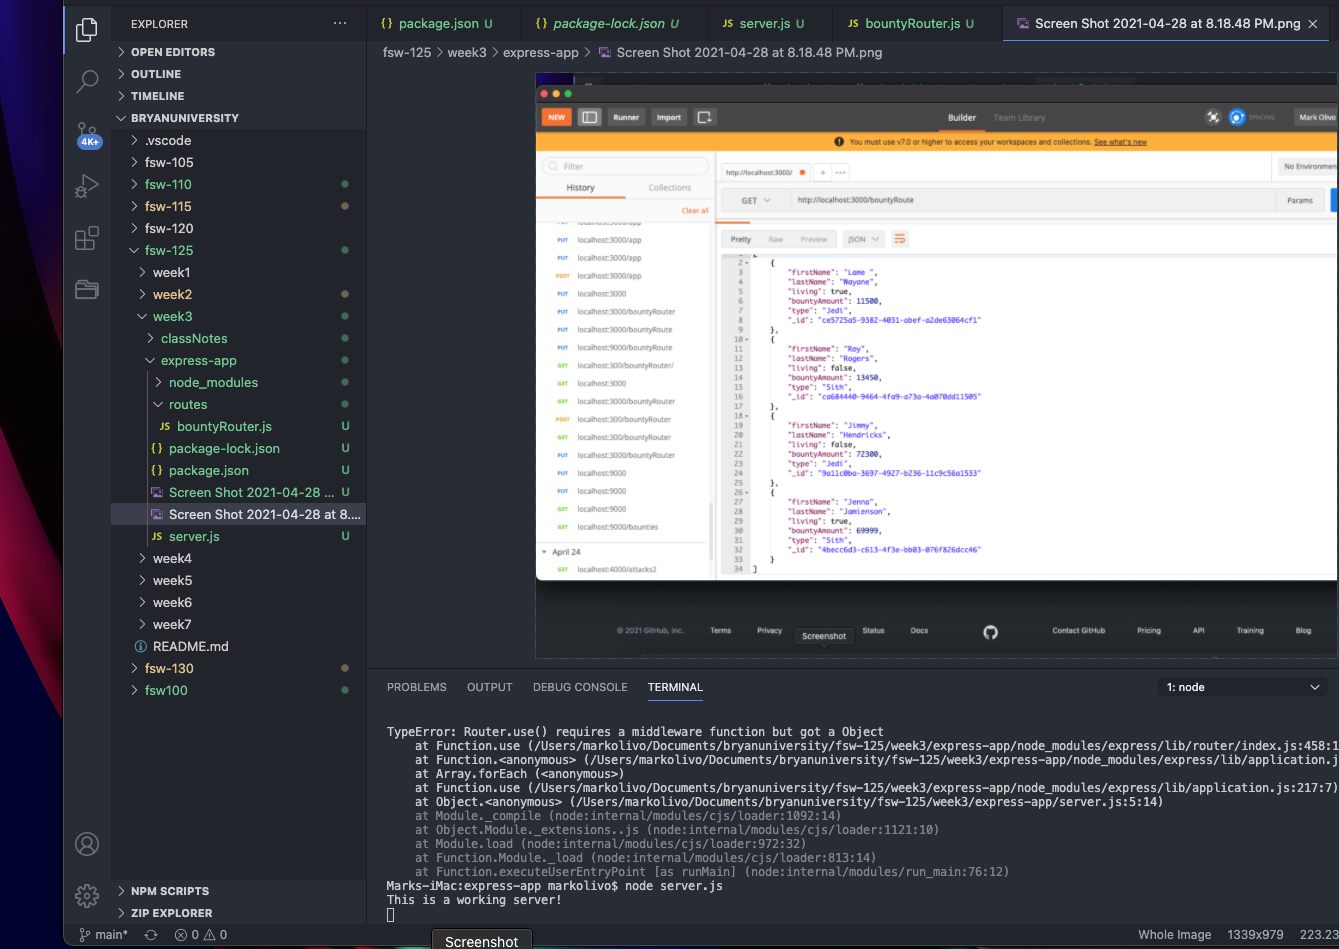 EXPLORER
OPEN EDITORS
OUTLINE
TIMELINE
BRYANUNIVERSITY
.vscode
fsw-105
fsw-110
fsw-115
fsw-120
fsw-125
week1
week2
week3
classNotes
express-app
node_modules
routes
JS bountyRouter.js U
{} package-lock.json U
{} package.json U
Screen Shot 2021-04-28 ... U
Screen Shot 2021-04-28 at 8....
JS server.js U
week4
week5
week6
week7
README.md
fsw-130
fsw100
NPM SCRIPTS
ZIP EXPLORER
4K+
{} package.json U
{} package-lock.json U
JS server.js U
JS bountyRouter.js U
Screen Shot 2021-04-28 at 8.18.48 PM.png
fsw-125 > week3 > express-app > Screen Shot 2021-04-28 at 8.18.48 PM.png
NEW Runner Import Builder Team Library SYNCING Mark Olivo
You must use v7.0 or higher to access your workspaces and collections. See what's new
Filter
History Collections
Clear all
PUT localhost:3000/app
PUT localhost:3000/app
PUT localhost:3000/app
POST localhost:3000/app
PUT localhost:3000
PUT localhost:3000/bountyRouter
PUT localhost:3000/bountyRoute
PUT localhost:9000/bountyRoute
GET localhost:300/bountyRouter/
GET localhost:3000
GET localhost:3000/bountyRouter
POST localhost:300/bountyRouter
GET localhost:300/bountyRouter
PUT localhost:3000/bountyRouter
PUT localhost:9000
PUT localhost:9000
GET localhost:9000
GET localhost:9000/bounties
April 24
GET localhost:4000/attacks2
http://localhost:3000/ + ••• No Environment
GET http://localhost:3000/bountyRoute Params
Pretty Raw Preview JSON
2 {
3 "firstName": "Lame ",
4 "lastName": "Wayane",
5 "living": true,
6 "bountyAmount": 11500,
7 "type": "Jedi",
8 "_id": "ce5725a5-9382-4031-abef-a2de63064cf1"
9 },
10 {
11 "firstName": "Roy",
12 "lastName": "Rogers",
13 "living": false,
14 "bountyAmount": 13450,
15 "type": "Sith",
16 "_id": "ca684440-9464-4fa9-a73a-4a070dd11505"
17 },
18 {
19 "firstName": "Jimmy",
20 "lastName": "Hendricks",
21 "living": false,
22 "bountyAmount": 72300,
23 "type": "Jedi",
24 "_id": "9a11c0ba-3697-4927-b236-11c9c56a1533"
25 },
26 {
27 "firstName": "Jenna",
28 "lastName": "Jamienson",
29 "living": true,
30 "bountyAmount": 69999,
31 "type": "Sith",
32 "_id": "4becc6d3-c613-4f3e-bb03-076f826dcc46"
33 }
34 ]
© 2021 GitHub, Inc. Terms Privacy Screenshot Status Docs Contact GitHub Pricing API Training Blog
PROBLEMS OUTPUT DEBUG CONSOLE TERMINAL 1: node
TypeError: Router.use() requires a middleware function but got a Object
at Function.use (/Users/markolivo/Documents/bryanuniversity/fsw-125/week3/express-app/node_modules/express/lib/router/index.js:458:1
at Function.<anonymous> (/Users/markolivo/Documents/bryanuniversity/fsw-125/week3/express-app/node_modules/express/lib/application.j
at Array.forEach (<anonymous>)
at Function.use (/Users/markolivo/Documents/bryanuniversity/fsw-125/week3/express-app/node_modules/express/lib/application.js:217:7)
at Object.<anonymous> (/Users/markolivo/Documents/bryanuniversity/fsw-125/week3/express-app/server.js:5:14)
at Module._compile (node:internal/modules/cjs/loader:1092:14)
at Object.Module._extensions..js (node:internal/modules/cjs/loader:1121:10)
at Module.load (node:internal/modules/cjs/loader:972:32)
at Function.Module._load (node:internal/modules/cjs/loader:813:14)
at Function.executeUserEntryPoint [as runMain] (node:internal/modules/run_main:76:12)
Marks-iMac:express-app markolivo$ node server.js
This is a working server!
main* 0 0 Screenshot Whole Image 1339x979 223.23